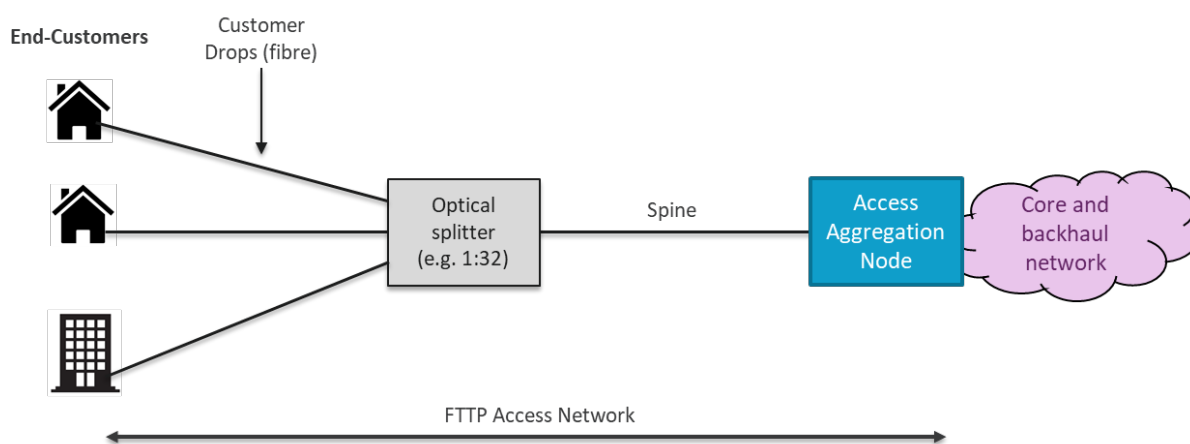 End-Customers
Customer
Drops (fibre)
Optical
splitter
(e.g. 1:32)
Spine
Access
Aggregation
Node
Core and
backhaul
network
FTTP Access Network